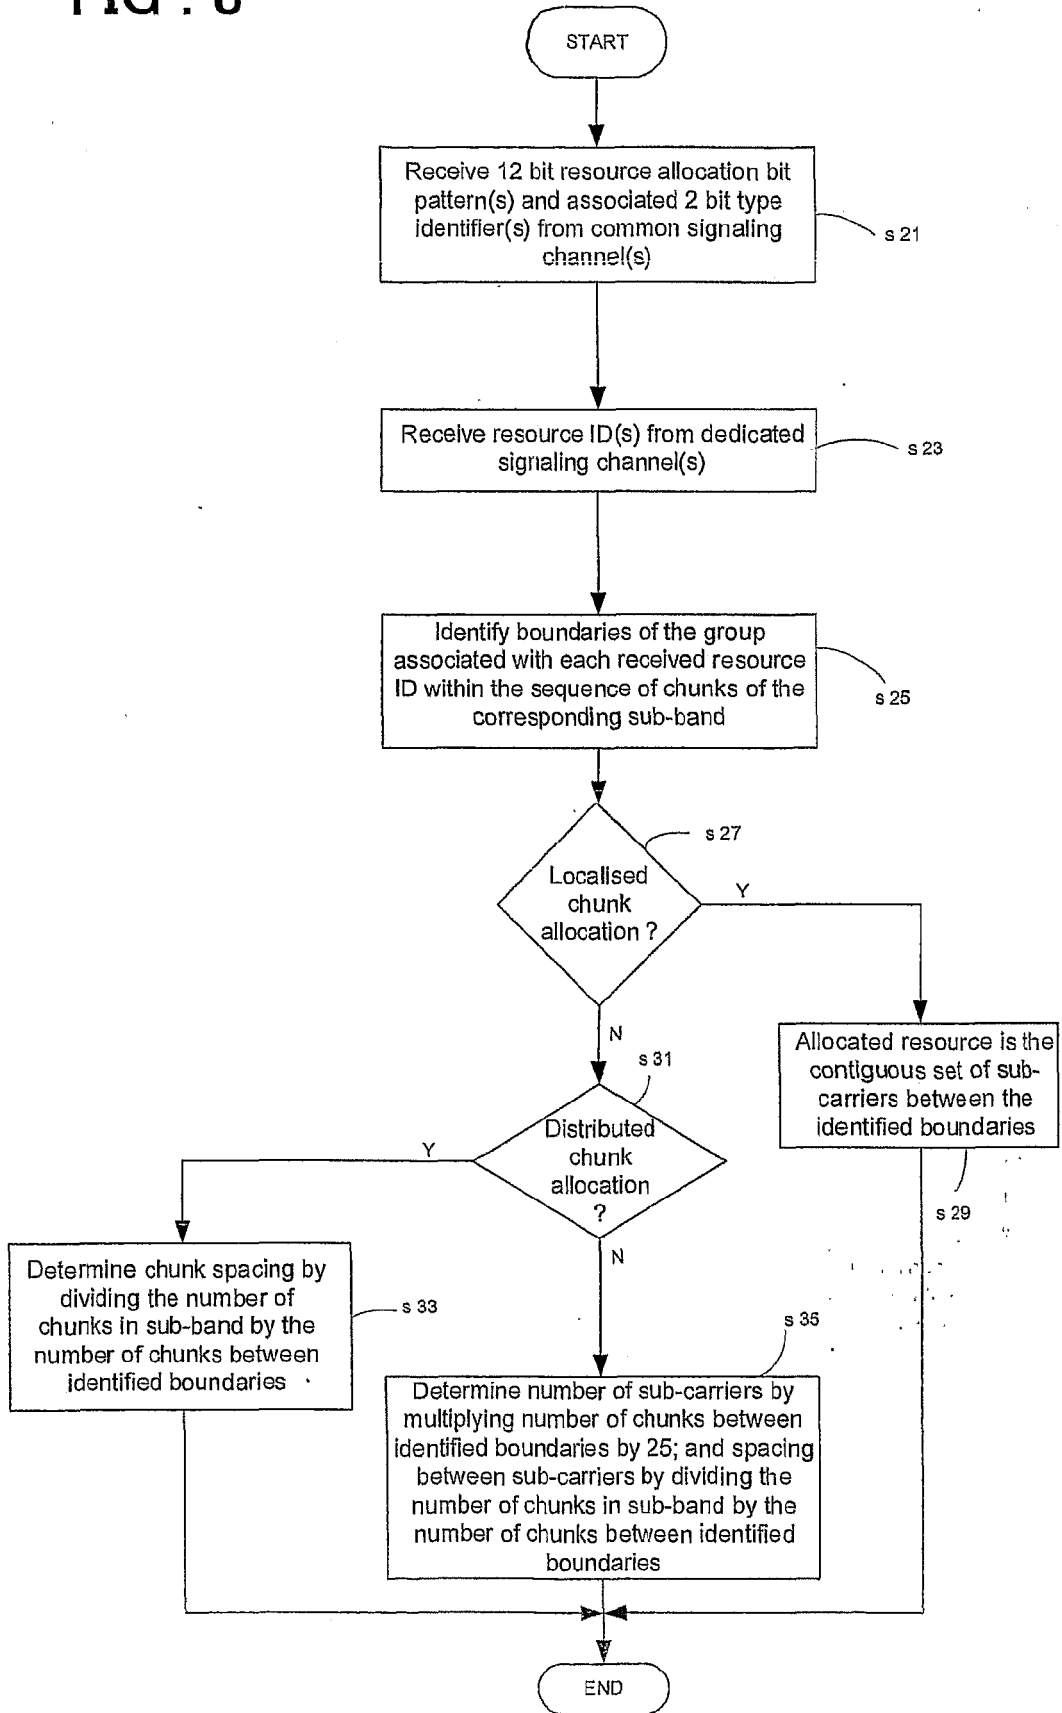 START
Receive 12 bit resource allocation bit
pattern(s) and associated 2 bit type
identifier(s) from common signaling
channel(s)
s 21
Receive resource ID(s) from dedicated
signaling channel(s)
s 23
Identify boundaries of the group
associated with each received resource
ID within the sequence of chunks of the
corresponding sub-band
s 25
s 27
Localised
chunk
allocation ?
Y
N
s 31
Allocated resource is the
contiguous set of sub-
carriers between the
identified boundaries
s 29
Distributed
chunk
allocation
?
Y
N
Determine chunk spacing by
dividing the number of
chunks in sub-band by the
number of chunks between
identified boundaries
s 33
s 35
Determine number of sub-carriers by
multiplying number of chunks between
identified boundaries by 25; and spacing
between sub-carriers by dividing the
number of chunks in sub-band by the
number of chunks between identified
boundaries
END